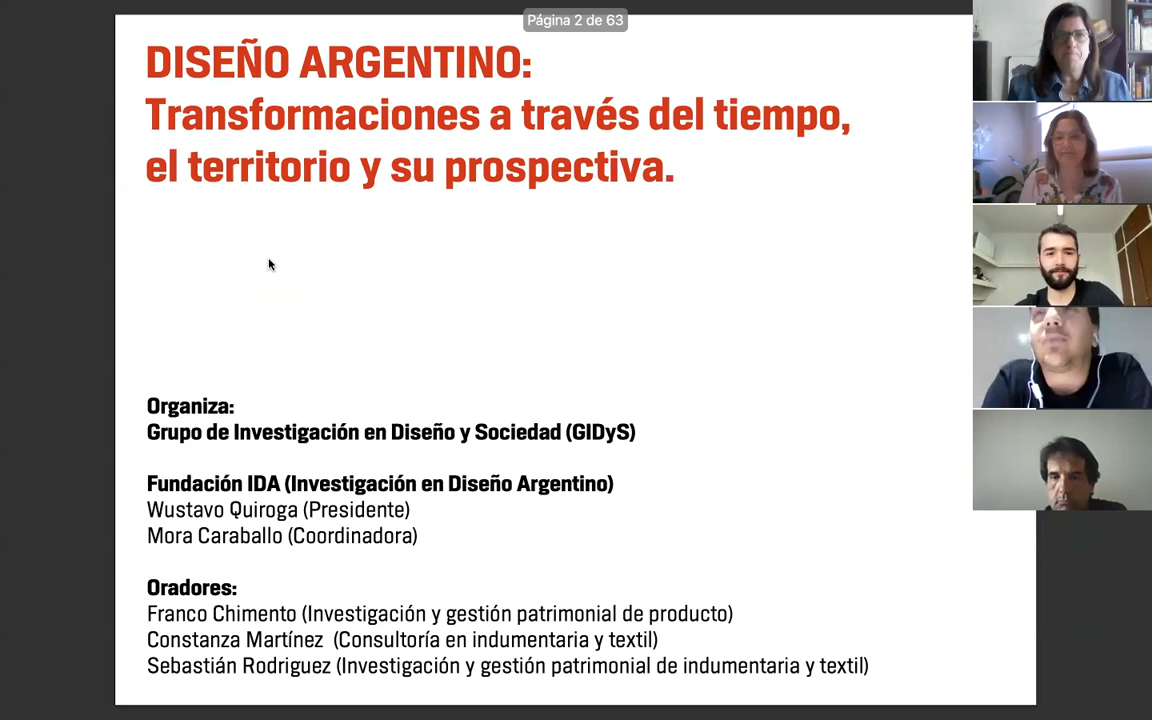 Página 2 de 63
DISEÑO ARGENTINO:
Transformaciones a través del tiempo,
el territorio y su prospectiva.
Organiza:
Grupo de Investigación en Diseño y Sociedad (GIDyS)
Fundación IDA (Investigación en Diseño Argentino)
Wustavo Quiroga (Presidente)
Mora Caraballo (Coordinadora)
Oradores:
Franco Chimento (Investigación y gestión patrimonial de producto)
Constanza Martínez (Consultoría en indumentaria y textil)
Sebastián Rodriguez (Investigación y gestión patrimonial de indumentaria y textil)